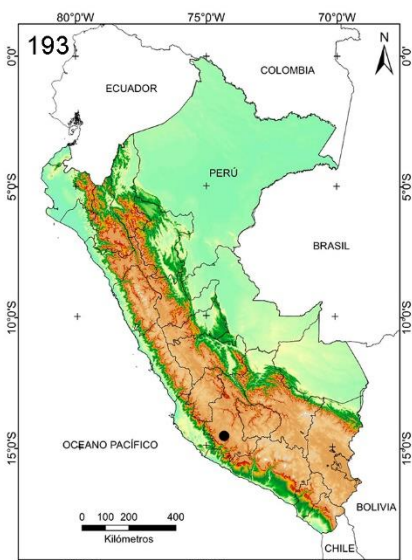 80°0'W
75°0'W
70°0'W
193
N
0°0'
0°0'
COLOMBIA
ECUADOR
PERÚ
5°0'S
5°0'S
BRASIL
10°0'S
10°0'S
OCEANO PACÍFICO
15°0'S
15°0'S
BOLIVIA
0 100 200 400
Kilómetros
CHILE